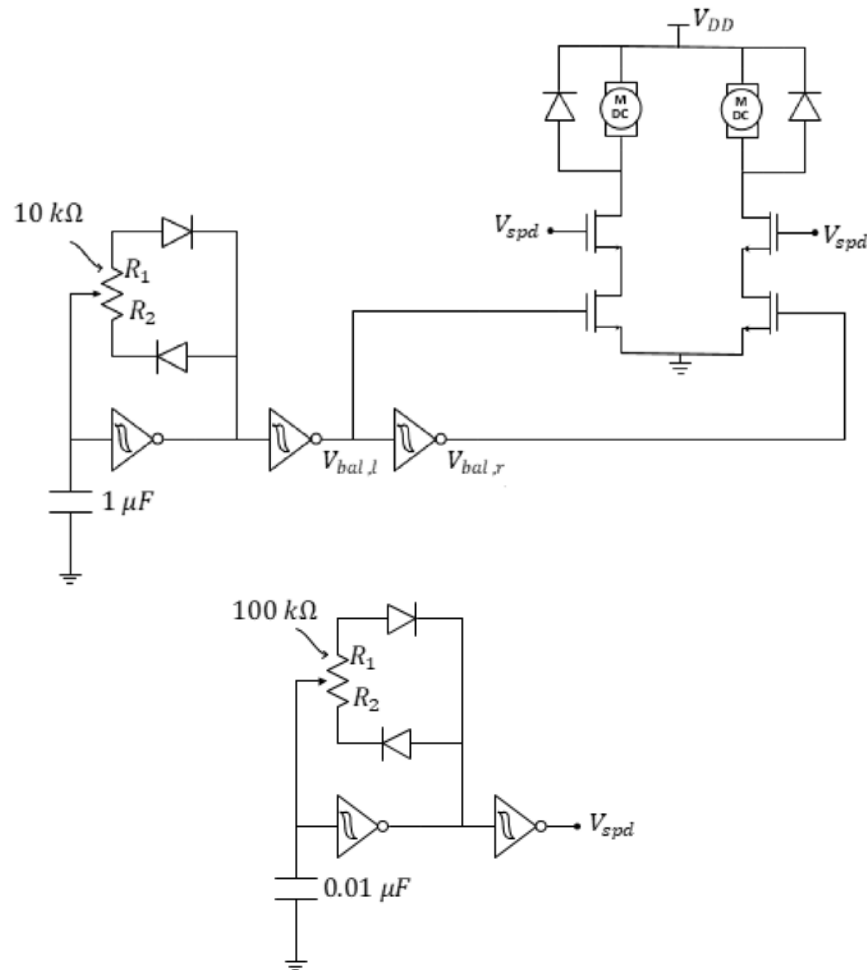 V_DD
M
DC
M
DC
10 kΩ
R_1
R_2
V_spd
V_spd
V_bal,l
V_bal,r
1 μF
100 kΩ
R_1
R_2
V_spd
0.01 μF